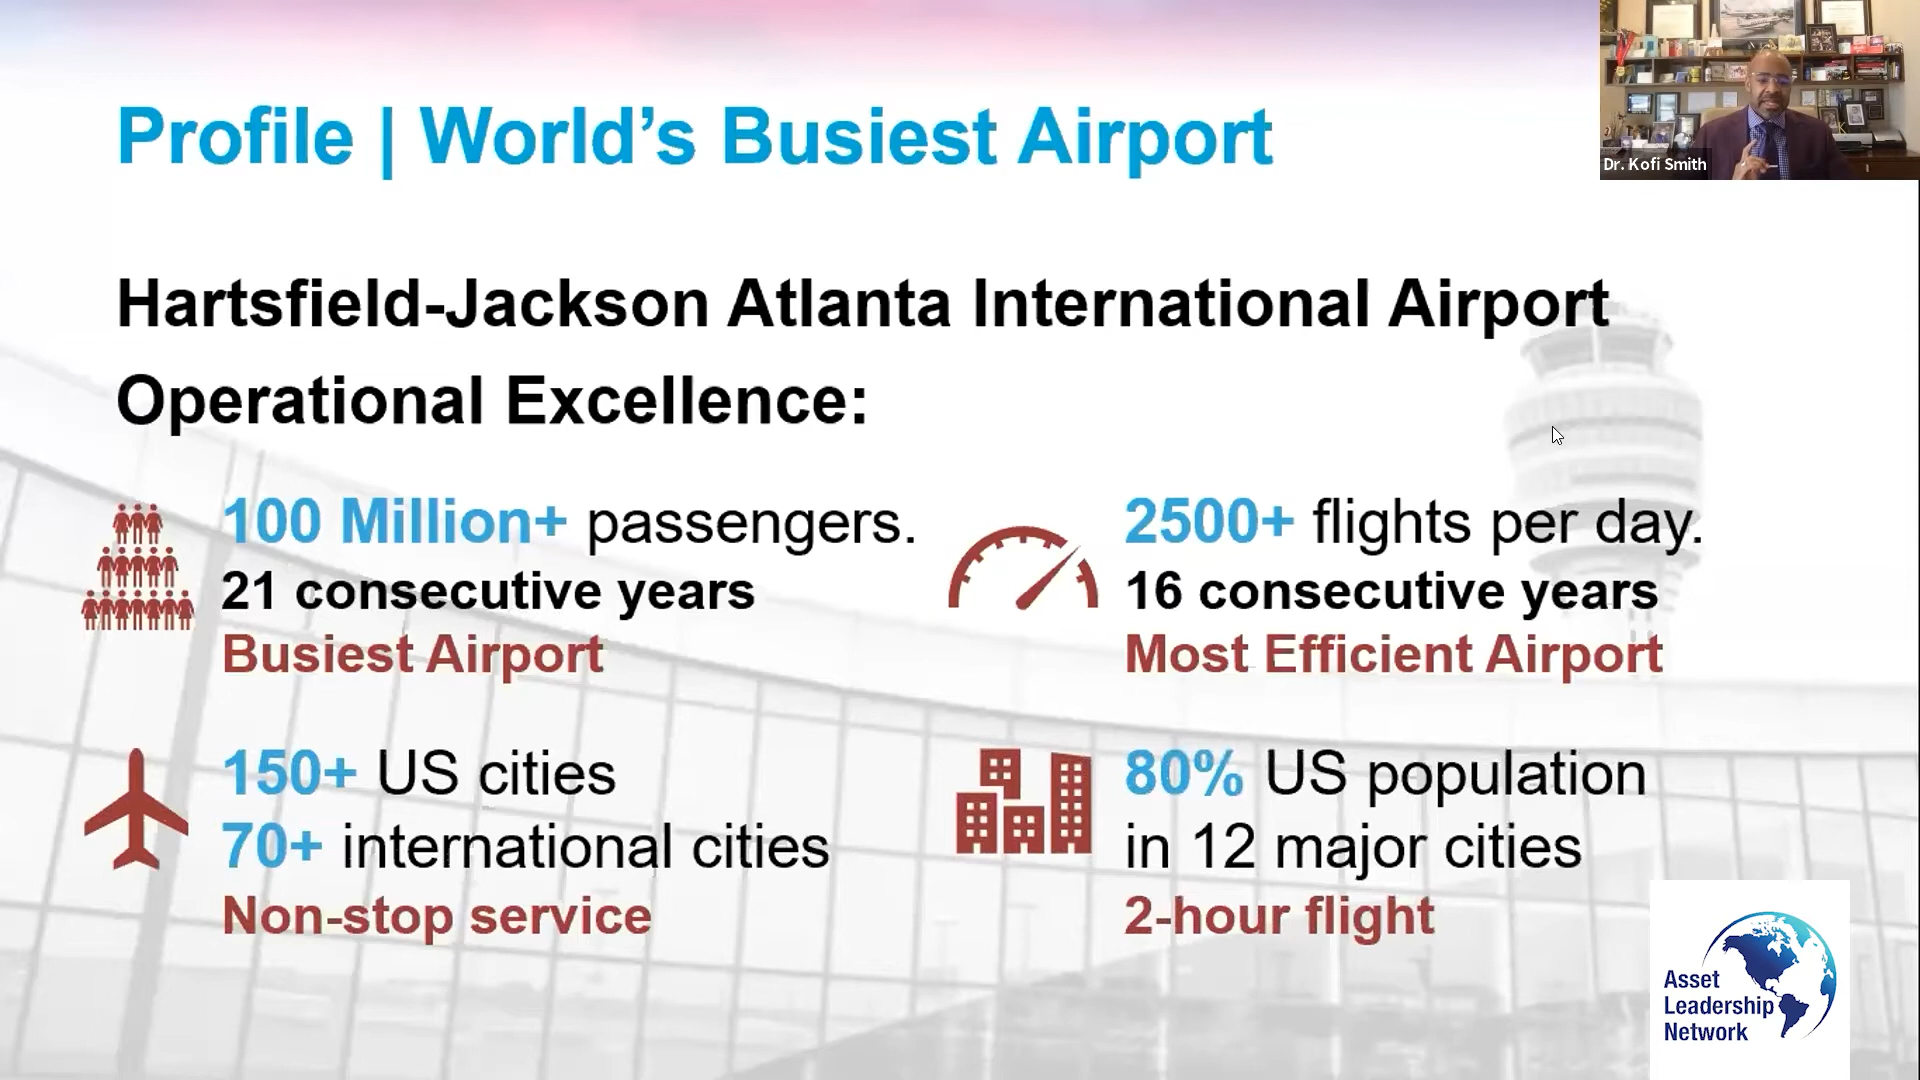 Profile | World’s Busiest Airport
Dr. Kofi Smith
Hartsfield-Jackson Atlanta International Airport
Operational Excellence:
100 Million+ passengers.
21 consecutive years
Busiest Airport
2500+ flights per day.
16 consecutive years
Most Efficient Airport
150+ US cities
70+ international cities
Non-stop service
80% US population
in 12 major cities
2-hour flight
Asset
Leadership
Network